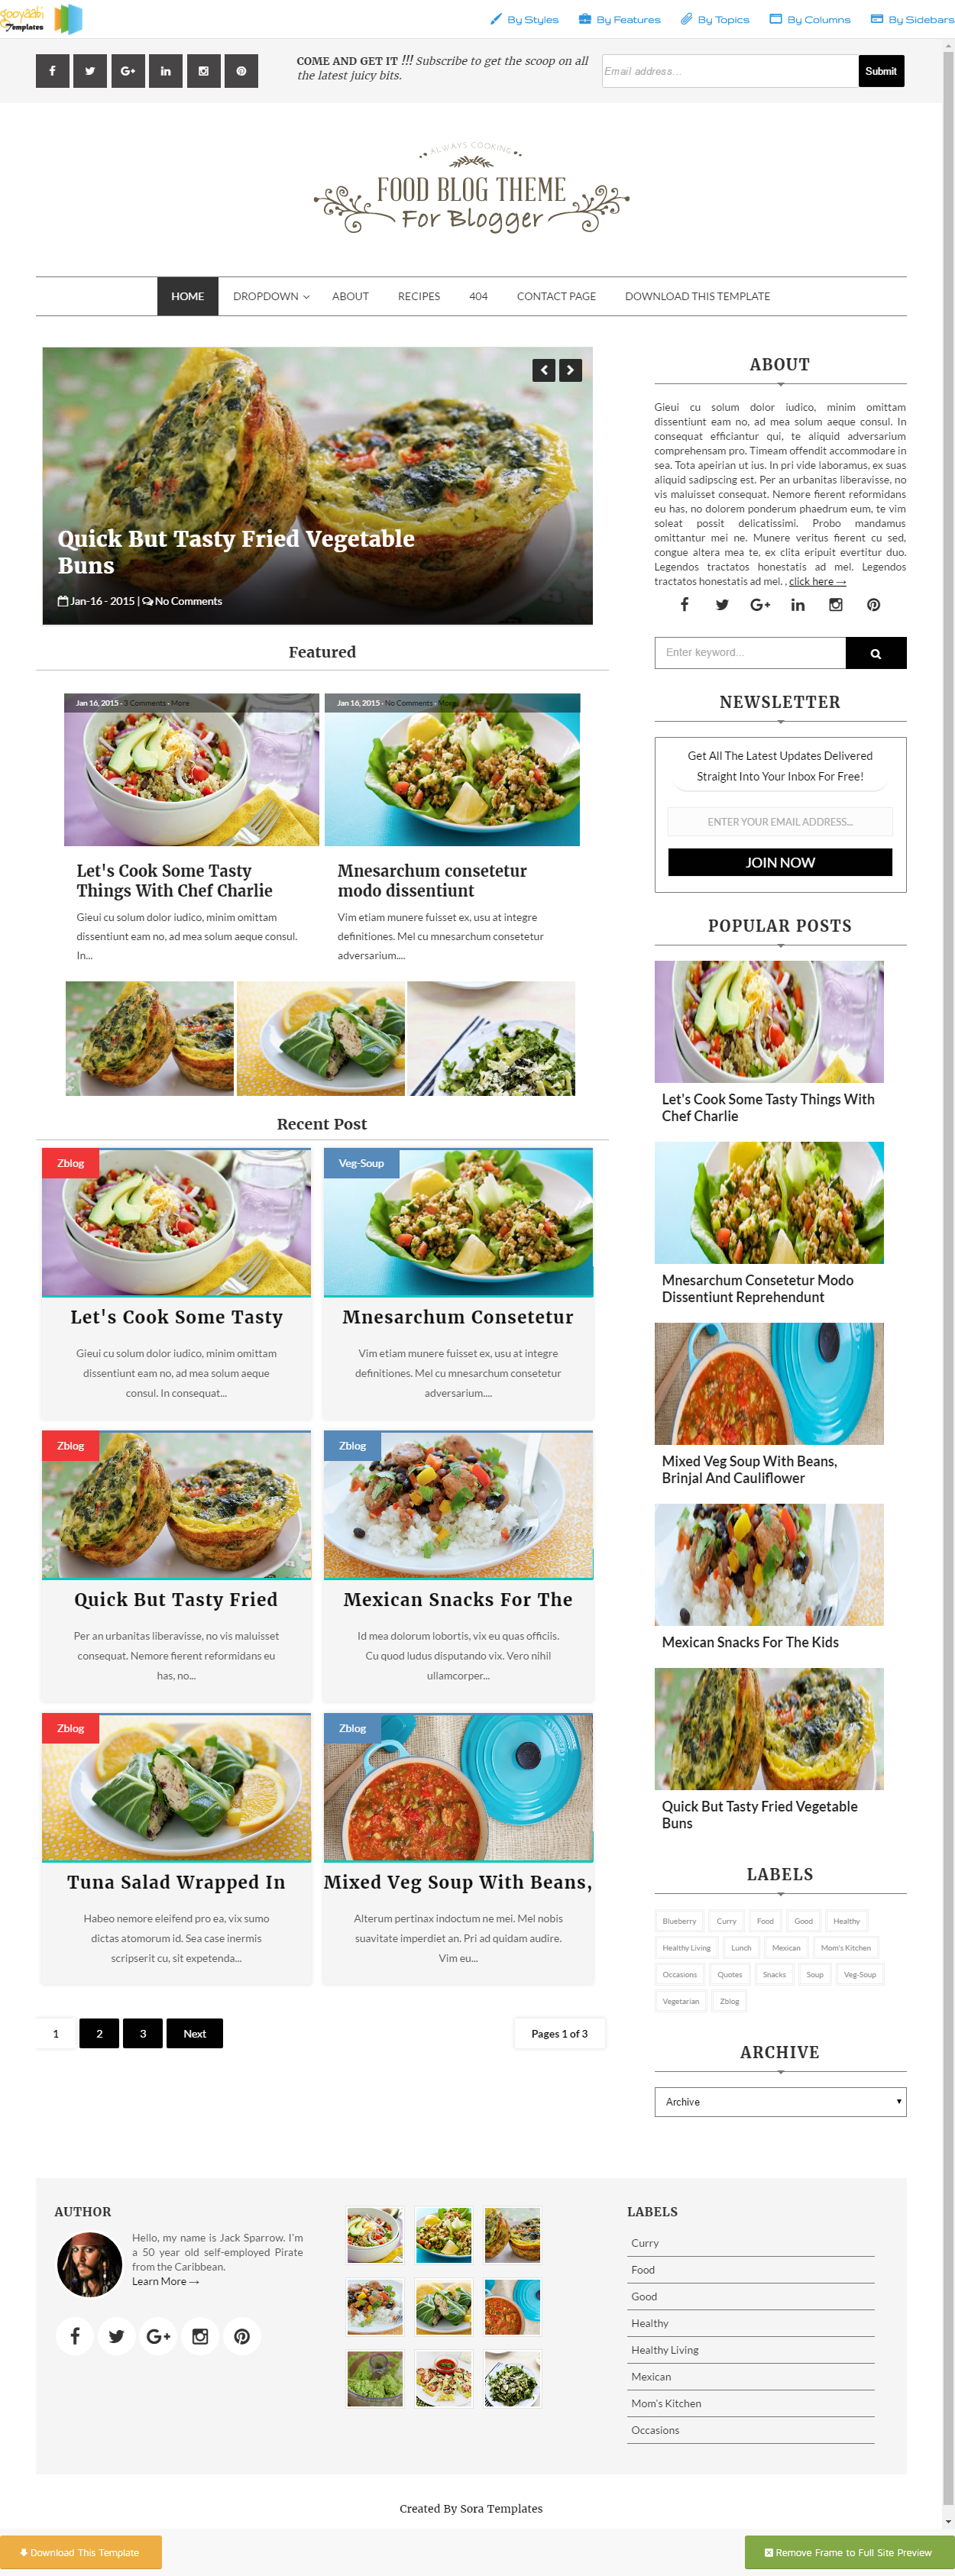 gooyaabi
Templates
By Styles
By Features
By Topics
By Columns
By Sidebars
COME AND GET IT !!! Subscribe to get the scoop on all
the latest juicy bits.
Email address...
Submit
ALWAYS COOKING
FOOD BLOG THEME
For Blogger
HOME
DROPDOWN
ABOUT
RECIPES
404
CONTACT PAGE
DOWNLOAD THIS TEMPLATE
Quick But Tasty Fried Vegetable
Buns
Jan-16 - 2015 | No Comments
Featured
Jan 16, 2015 - 3 Comments - More
Jan 16, 2015 - No Comments - More
Let's Cook Some Tasty
Things With Chef Charlie
Gieui cu solum dolor iudico, minim omittam
dissentiunt eam no, ad mea solum aeque consul.
In...
Mnesarchum consetetur
modo dissentiunt
Vim etiam munere fuisset ex, usu at integre
definitiones. Mel cu mnesarchum consetetur
adversarium....
Recent Post
Zblog
Let's Cook Some Tasty
Gieui cu solum dolor iudico, minim omittam
dissentiunt eam no, ad mea solum aeque
consul. In consequat...
Veg-Soup
Mnesarchum Consetetur
Vim etiam munere fuisset ex, usu at integre
definitiones. Mel cu mnesarchum consetetur
adversarium....
Zblog
Quick But Tasty Fried
Per an urbanitas liberavisse, no vis maluisset
consequat. Nemore fierent reformidans eu
has, no...
Zblog
Mexican Snacks For The
Id mea dolorum lobortis, vix eu quas officiis.
Cu quod ludus disputando vix. Vero nihil
ullamcorper...
Zblog
Tuna Salad Wrapped In
Habeo nemore eleifend pro ea, vix sumo
dictas atomorum id. Sea case inermis
scripserit cu, sit expetenda...
Zblog
Mixed Veg Soup With Beans,
Alterum pertinax indoctum ne mei. Mel nobis
suavitate imperdiet an. Pri ad quidam audire.
Vim eu...
1
2
3
Next
Pages 1 of 3
ABOUT
Gieui cu solum dolor iudico, minim omittam
dissentiunt eam no, ad mea solum aeque consul. In
consequat efficiantur qui, te aliquid adversarium
comprehensam pro. Timeam offendit accommodare in
sea. Tota apeirian ut ius. In pri vide laboramus, ex suas
aliquid sadipscing est. Per an urbanitas liberavisse, no
vis maluisset consequat. Nemore fierent reformidans
eu has, no dolorem ponderum phaedrum eum, te vim
soleat possit delicatissimi. Probo mandamus
omittantur mei ne. Munere veritus fierent cu sed,
congue altera mea te, ex clita eripuit evertitur duo.
Legendos tractatos honestatis ad mel. Legendos
tractatos honestatis ad mel. , click here →
Enter keyword...
NEWSLETTER
Get All The Latest Updates Delivered
Straight Into Your Inbox For Free!
ENTER YOUR EMAIL ADDRESS...
JOIN NOW
POPULAR POSTS
Let's Cook Some Tasty Things With
Chef Charlie
Mnesarchum Consetetur Modo
Dissentiunt Reprehendunt
Mixed Veg Soup With Beans,
Brinjal And Cauliflower
Mexican Snacks For The Kids
Quick But Tasty Fried Vegetable
Buns
LABELS
Blueberry
Curry
Food
Good
Healthy
Healthy Living
Lunch
Mexican
Mom's Kitchen
Occasions
Quotes
Snacks
Soup
Veg-Soup
Vegetarian
Zblog
ARCHIVE
Archive
AUTHOR
Hello, my name is Jack Sparrow. I'm
a 50 year old self-employed Pirate
from the Caribbean.
Learn More →
LABELS
Curry
Food
Good
Healthy
Healthy Living
Mexican
Mom's Kitchen
Occasions
Created By Sora Templates
Download This Template
Remove Frame to Full Site Preview